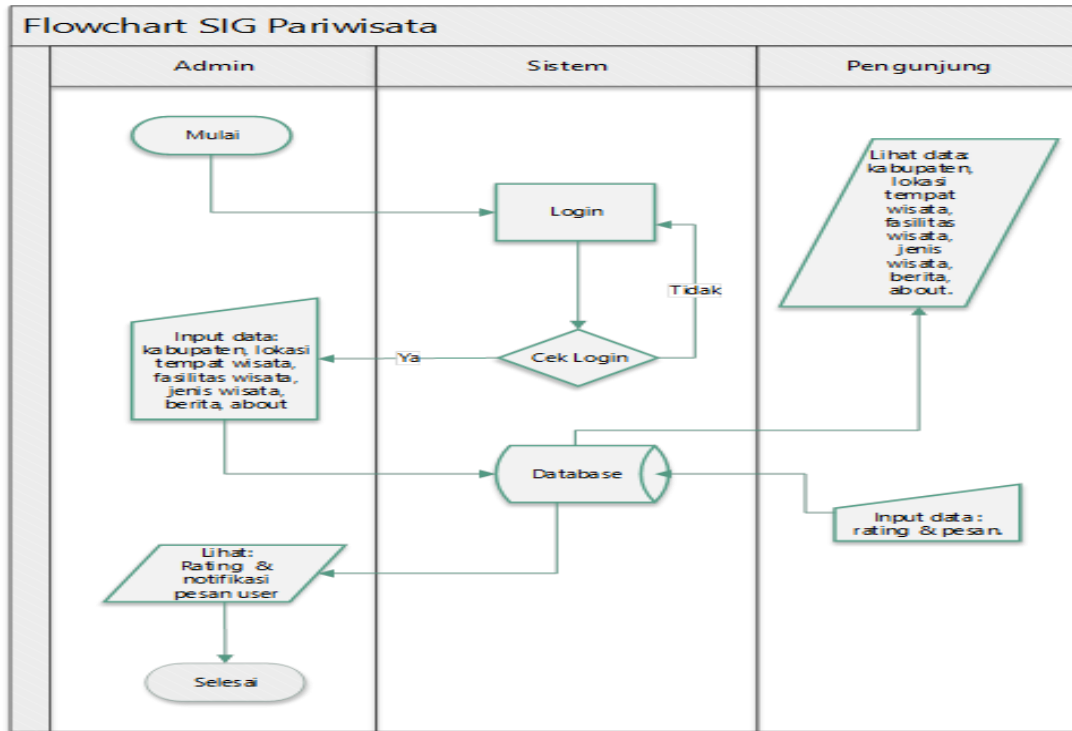 Flowchart SIG Pariwisata
Admin
Sistem
Pengunjung
Mulai
Login
Lihat data:
kabupaten,
lokasi
tempat
wisata,
fasilitas
wisata,
jenis
wisata,
berita,
about.
Tidak
Input data:
kabupaten, lokasi
tempat wisata,
fasilitas wisata,
jenis wisata,
berita, about
Ya
Cek Login
Database
Input data :
rating & pesan.
Lihat:
Rating &
notifikasi
pesan user
Selesai